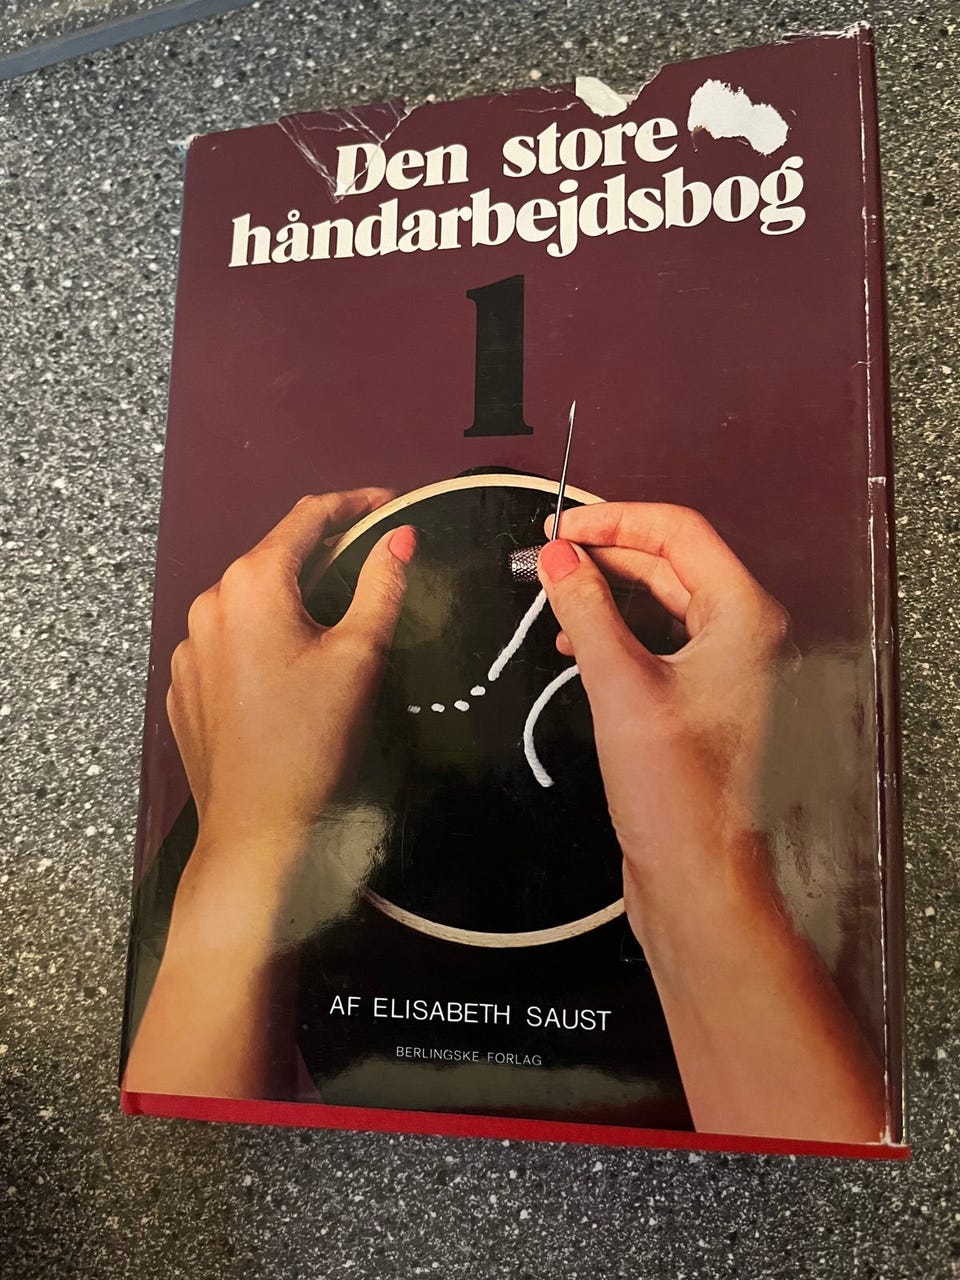 Den store
håndarbejdsbog
1
AF ELISABETH SAUST
BERLINGSKE FORLAG